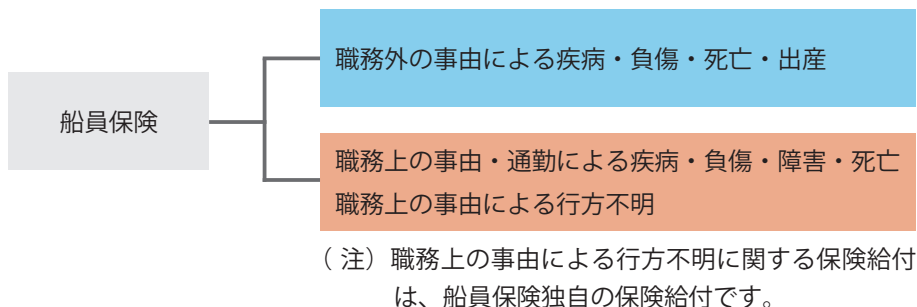 船員保険
職務外の事由による疾病・負傷・死亡・出産
職務上の事由・通勤による疾病・負傷・障害・死亡
職務上の事由による行方不明
(注)職務上の事由による行方不明に関する保険給付
は、船員保険独自の保険給付です。